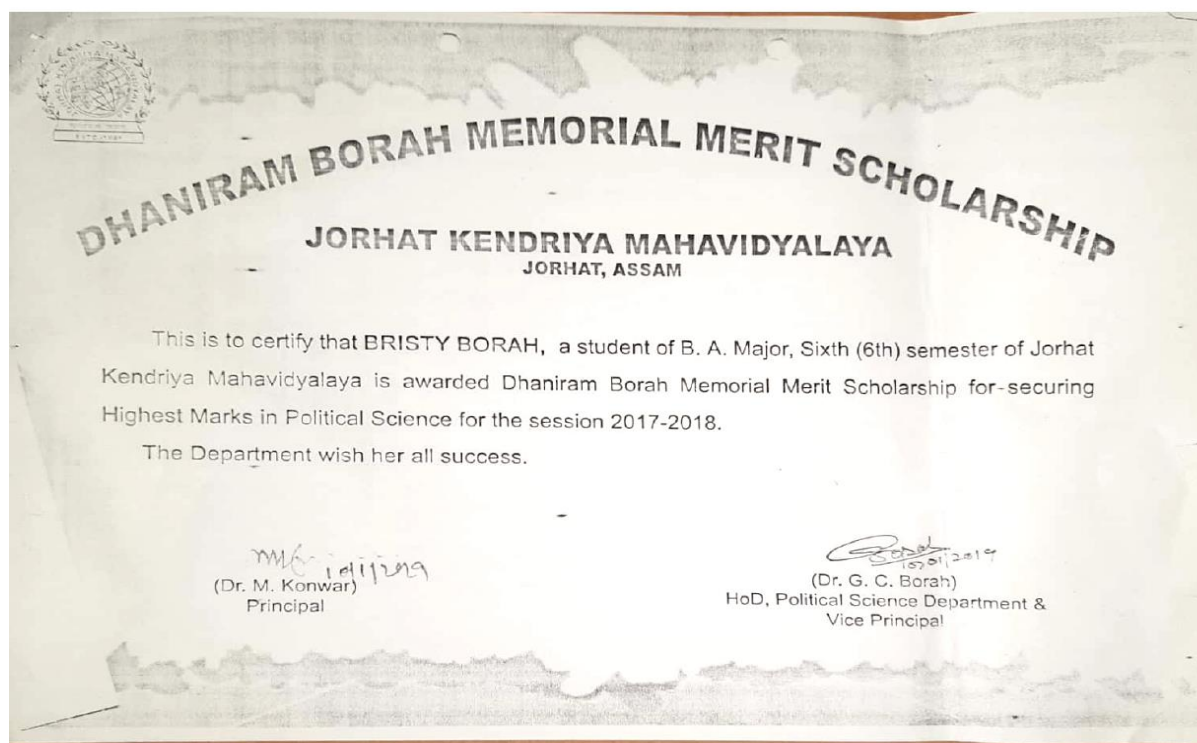 DHANIRAM BORAH MEMORIAL MERIT SCHOLARSHIP
JORHAT KENDRIYA MAHAVIDYALAYA
JORHAT, ASSAM
This is to certify that BRISTY BORAH, a student of B. A. Major, Sixth (6th) semester of Jorhat
Kendriya Mahavidyalaya is awarded Dhaniram Borah Memorial Merit Scholarship for-securing
Highest Marks in Political Science for the session 2017-2018.
The Department wish her all success.
(Dr. M. Konwar)
Principal
(Dr. G. C. Borah)
HoD, Political Science Department &
Vice Principal